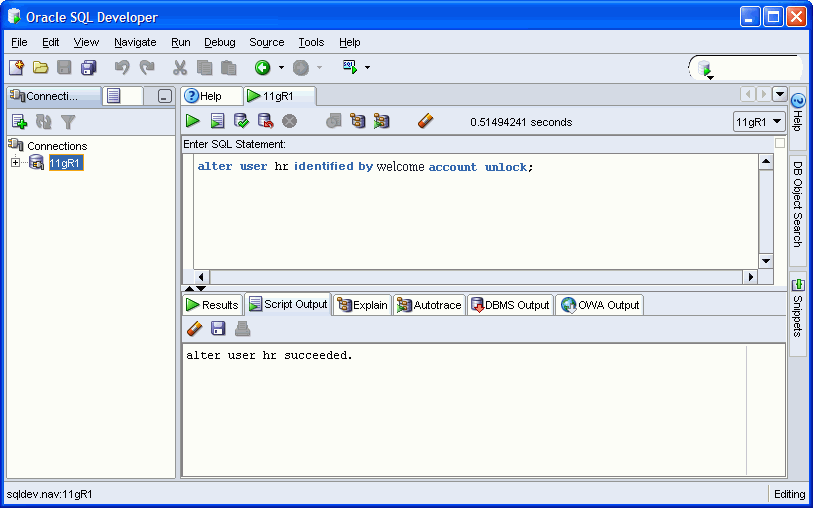 Oracle SQL Developer
File Edit View Navigate Run Debug Source Tools Help
SQL
Connecti...
Help 11gR1
0.51494241 seconds 11gR1
Connections
11gR1
Enter SQL Statement:
alter user hr identified by welcome account unlock;
Results Script Output Explain Autotrace DBMS Output OWA Output
alter user hr succeeded.
Help
DB Object Search
Snippets
sqldev.nav:11gR1 Editing